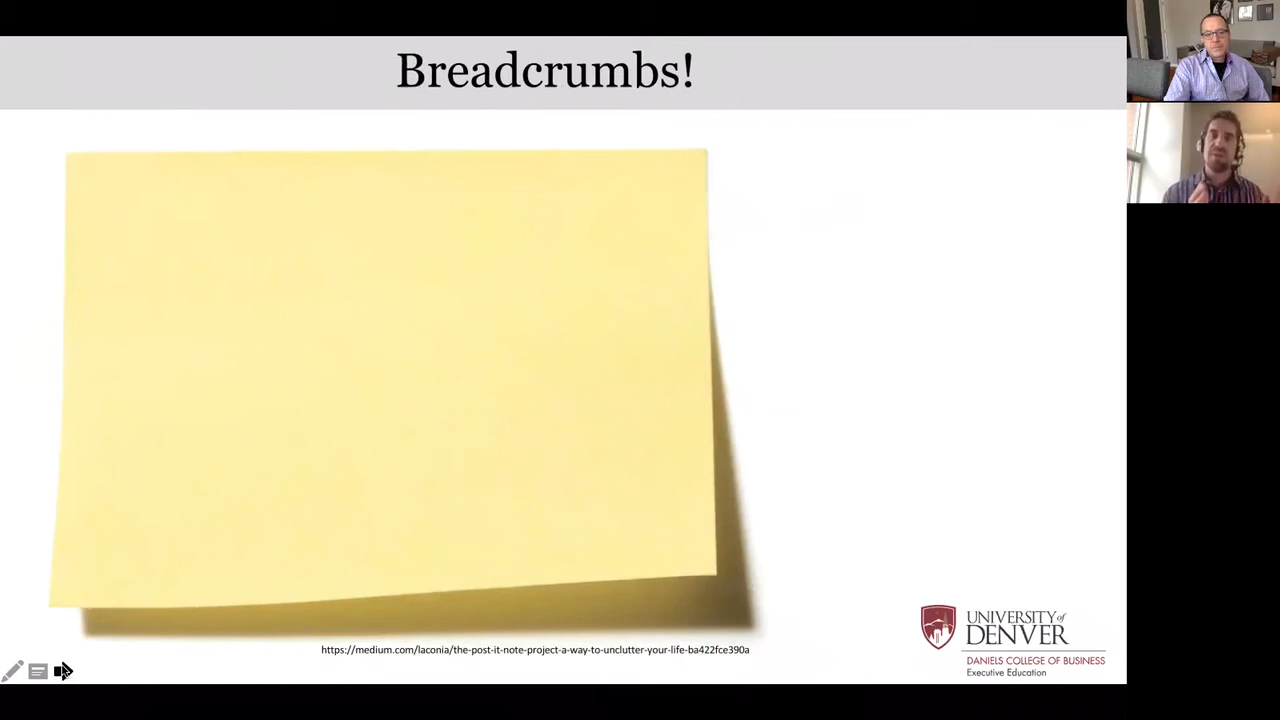 Breadcrumbs!
https://medium.com/laconia/the-post-it-note-project-a-way-to-unclutter-your-life-ba422fce390a
UNIVERSITY of
DENVER
DANIELS COLLEGE OF BUSINESS
Executive Education